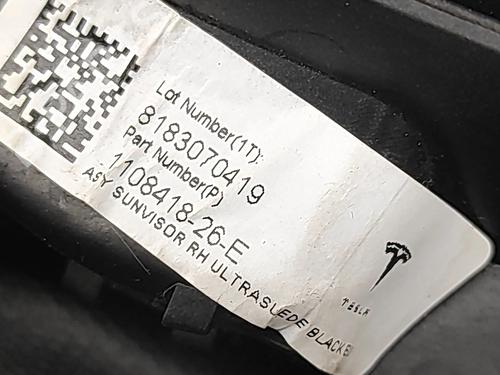 Lot Number(1T):
8183070419
Part Number(P)
1108418-26-E
ASY SUNVISOR RH ULTRASUEDE BLACK
TESLA